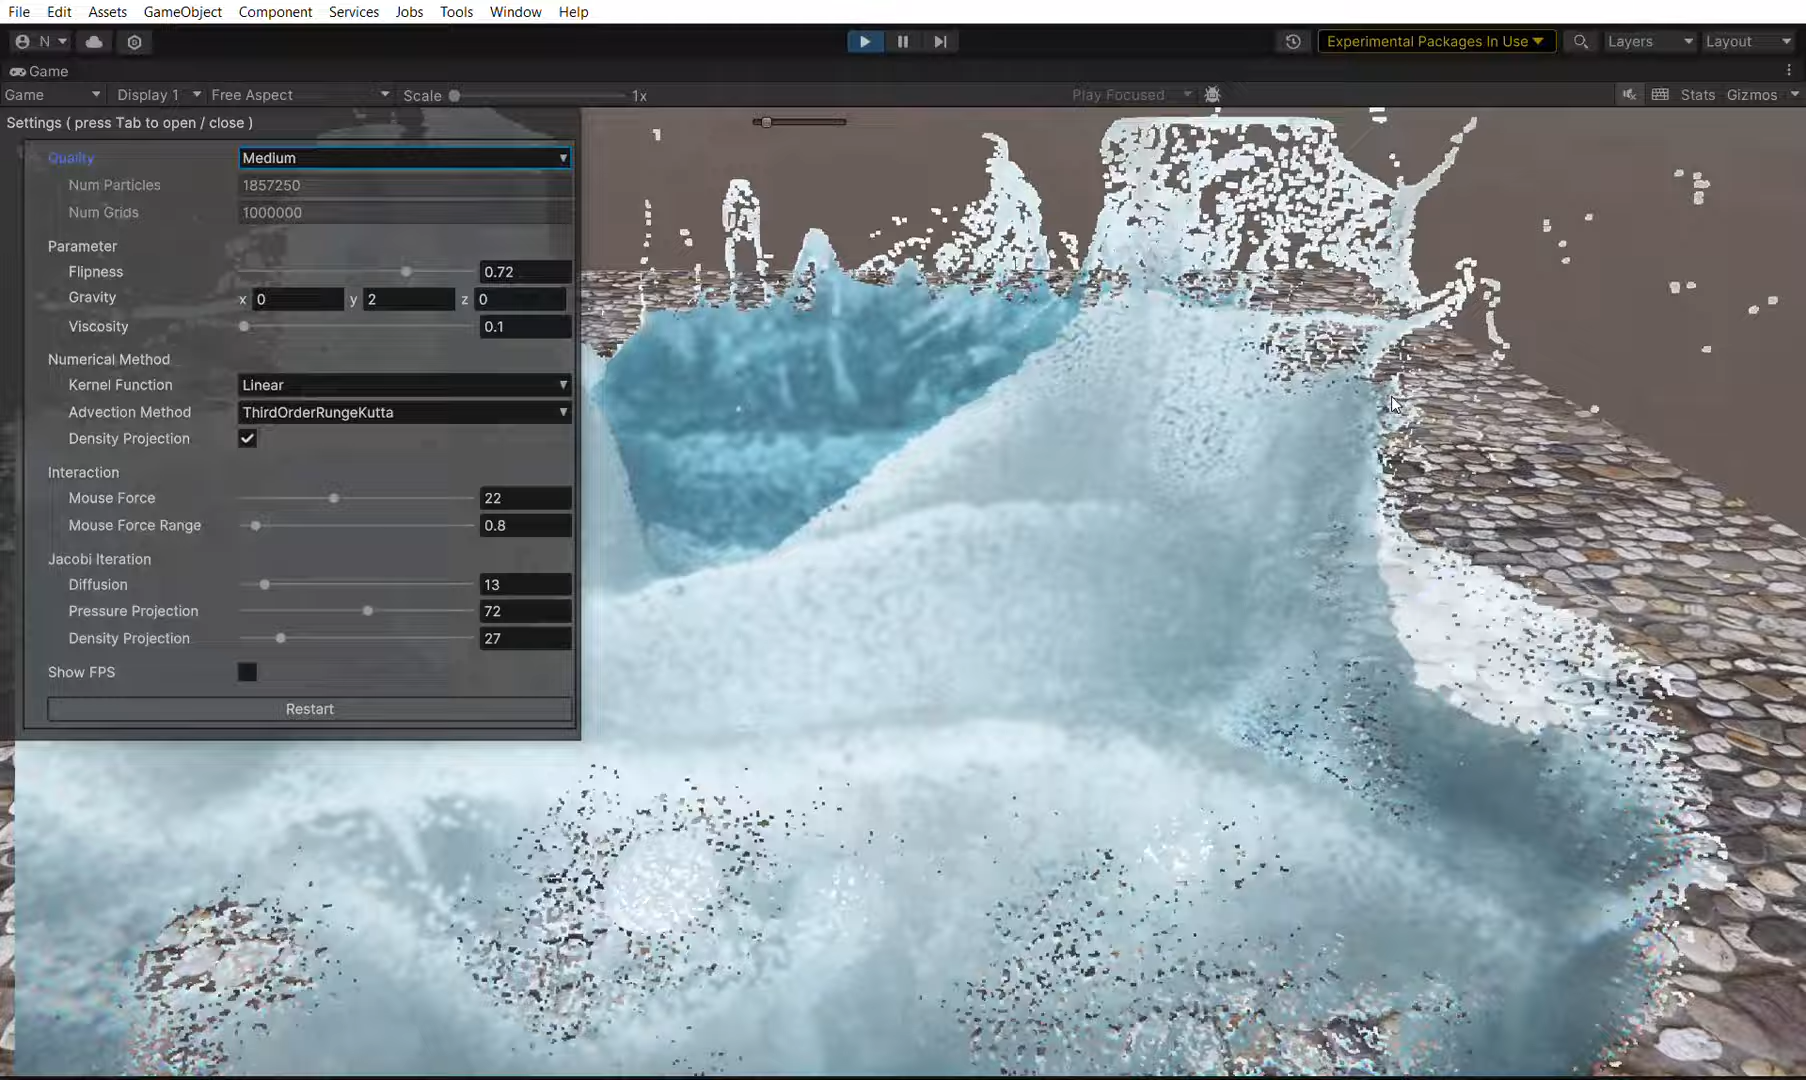 File Edit Assets GameObject Component Services Jobs Tools Window Help
N Experimental Packages In Use Layers Layout
Game
Game Display 1 Free Aspect Scale 1x Play Focused Stats Gizmos
Settings ( press Tab to open / close )
Quality Medium
Num Particles 1857250
Num Grids 1000000
Parameter
Flipness 0.72
Gravity x 0 y 2 z 0
Viscosity 0.1
Numerical Method
Kernel Function Linear
Advection Method ThirdOrderRungeKutta
Density Projection
Interaction
Mouse Force 22
Mouse Force Range 0.8
Jacobi Iteration
Diffusion 13
Pressure Projection 72
Density Projection 27
Show FPS
Restart